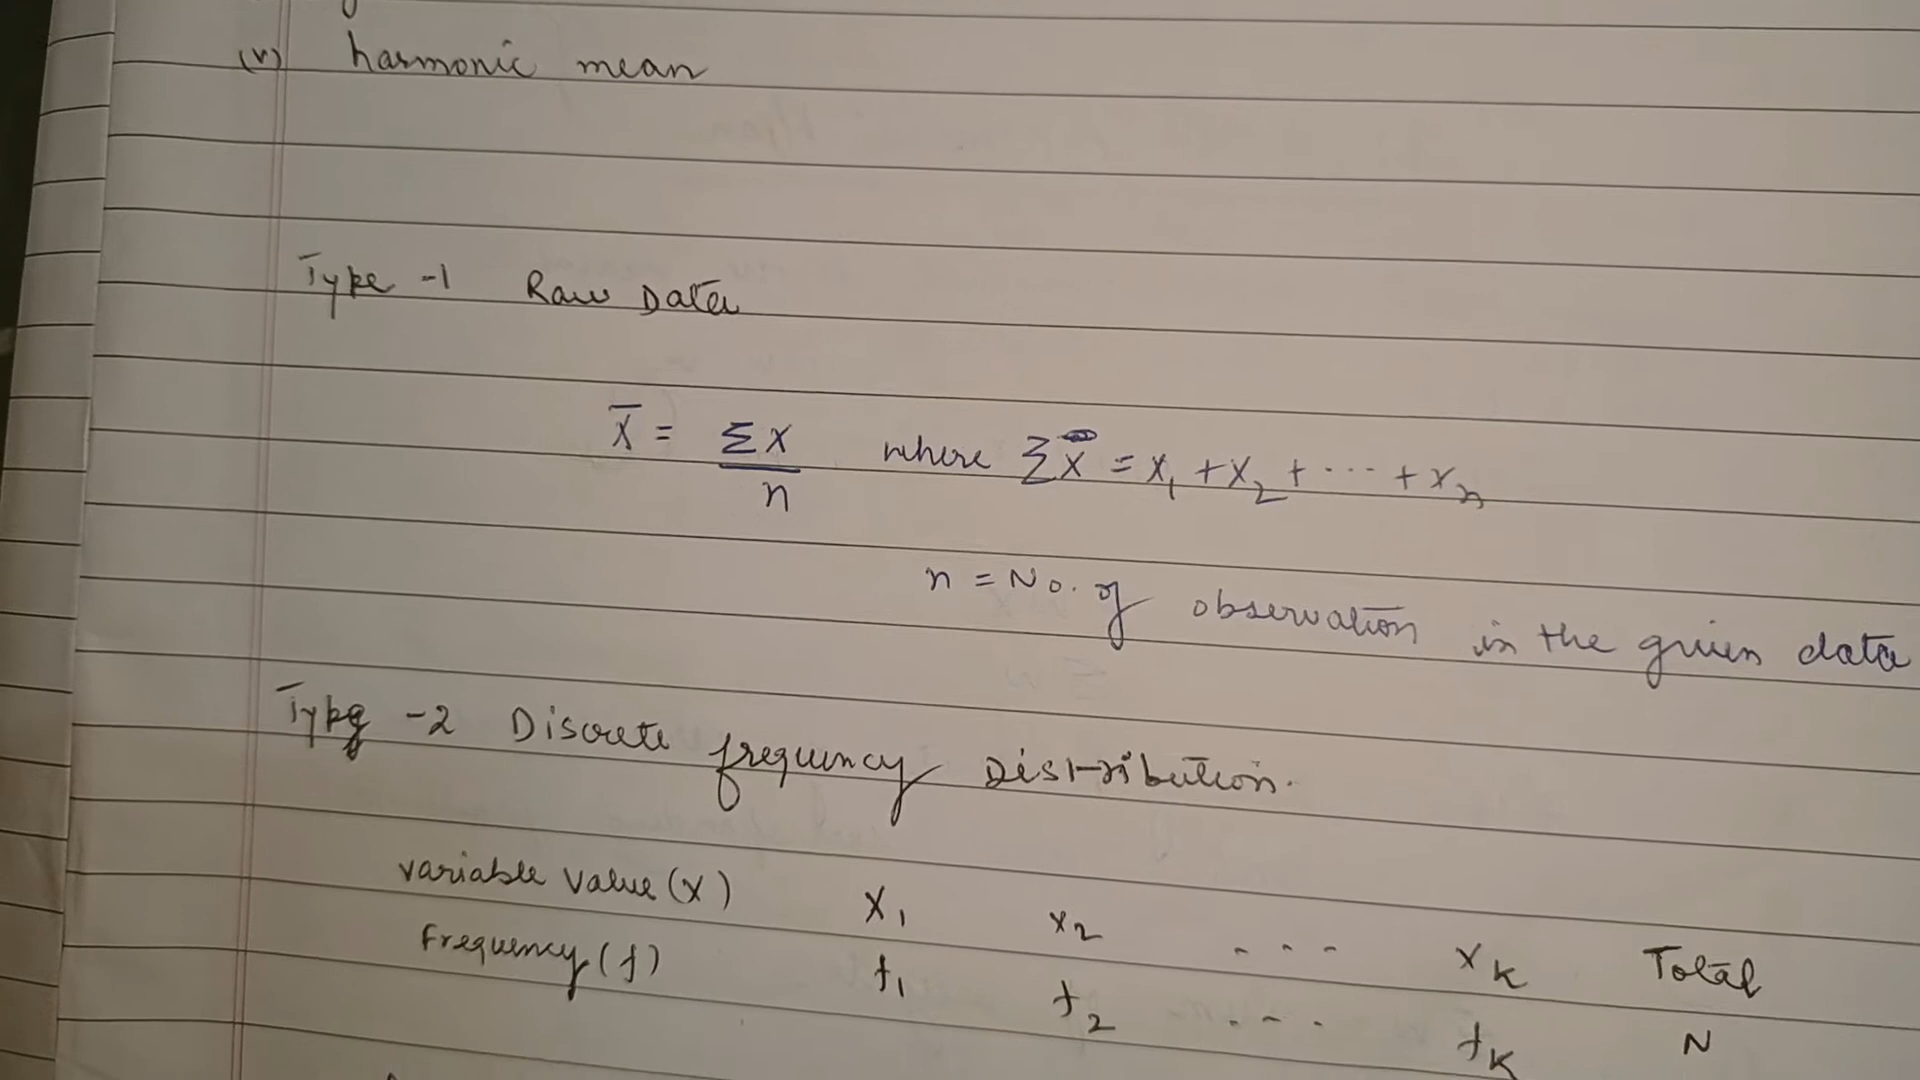 (v) harmonic mean
Type -1 Raw Data
X̄ = ΣX / n where ΣX = x₁ + x₂ + ... + xₙ
n = No. of observation in the given data
Type -2 Discrete frequency Distribution.
variable value (x) x₁ x₂ - - - xK Total
Frequency (f) f₁ f₂ - - - fK N